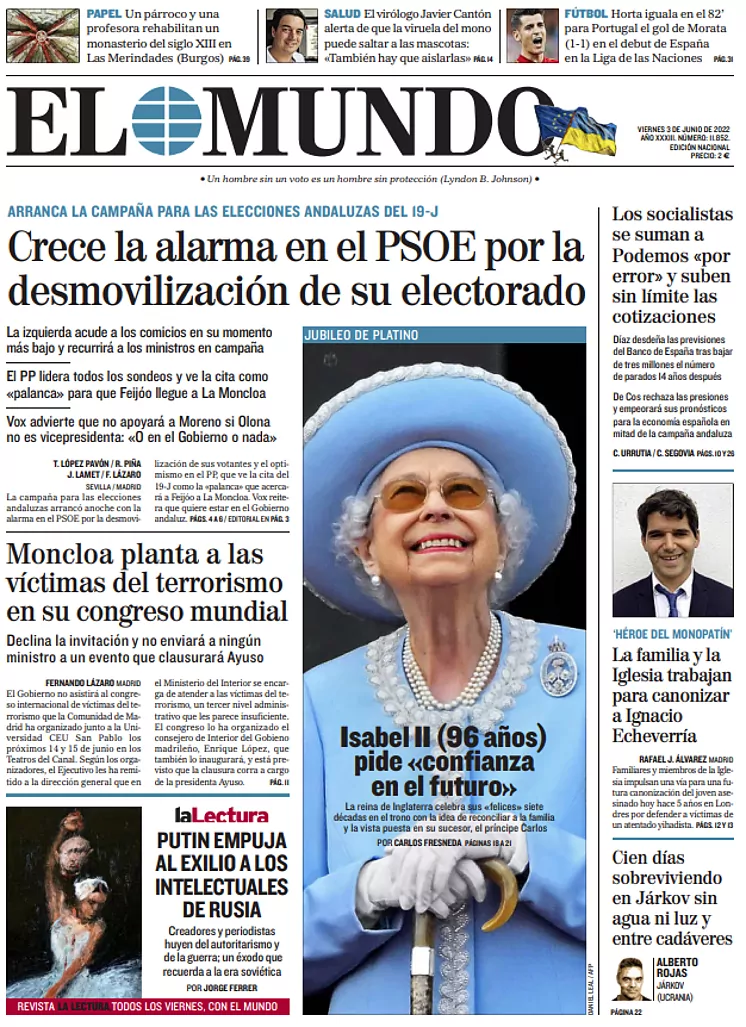 PAPEL Un párroco y una
profesora rehabilitan un
monasterio del siglo XIII en
Las Merindades (Burgos) PÁG. 39
SALUD El virólogo Javier Cantón
alerta de que la viruela del mono
puede saltar a las mascotas:
«También hay que aislarlas» PÁG. 14
FÚTBOL Horta iguala en el 82’
para Portugal el gol de Morata
(1-1) en el debut de España
en la Liga de las Naciones PÁG. 31
EL MUNDO
VIERNES 3 DE JUNIO DE 2022
AÑO XXXIII. NÚMERO: 11.852.
EDICIÓN NACIONAL
PRECIO: 2 €
• Un hombre sin un voto es un hombre sin protección (Lyndon B. Johnson) •
ARRANCA LA CAMPAÑA PARA LAS ELECCIONES ANDALUZAS DEL 19-J
Crece la alarma en el PSOE por la
desmovilización de su electorado
La izquierda acude a los comicios en su momento
más bajo y recurrirá a los ministros en campaña
El PP lidera todos los sondeos y ve la cita como
«palanca» para que Feijóo llegue a La Moncloa
Vox advierte que no apoyará a Moreno si Olona
no es vicepresidenta: «O en el Gobierno o nada»
T. LÓPEZ PAVÓN / R. PIÑA
J. LAMET / F. LÁZARO
SEVILLA / MADRID
La campaña para las elecciones
andaluzas arrancó anoche con la
alarma en el PSOE por la desmovi-
lización de sus votantes y el opti-
mismo en el PP, que ve la cita del
19-J como la «palanca» que acerca-
rá a Feijóo a la Moncloa. Vox reite-
ra que quiere estar en el Gobierno
andaluz. PÁGS. 4 A 6 / EDITORIAL EN PÁG. 3
Moncloa planta a las
víctimas del terrorismo
en su congreso mundial
Declina la invitación y no enviará a ningún
ministro a un evento que clausurará Ayuso
FERNANDO LÁZARO MADRID
El Gobierno no asistirá al congre-
so internacional de víctimas del te-
rrorismo que la Comunidad de Ma-
drid ha organizado junto a la Uni-
versidad CEU San Pablo los
próximos 14 y 15 de junio en los
Teatros del Canal. Según los orga-
nizadores, el Ejecutivo les ha remi-
tido a la dirección general que en
el Ministerio del Interior se encar-
ga de atender a las víctimas del te-
rrorismo, un tercer nivel adminis-
trativo que les parece insuficiente.
El congreso lo ha organizado el
consejero de Interior del Gobieno
madrileño, Enrique López, que
también lo inaugurará, y está pre-
visto que la clausura corra a cargo
de la presidenta Ayuso. PÁG. 11
laLectura
PUTIN EMPUJA
AL EXILIO A LOS
INTELECTUALES
DE RUSIA
Creadores y periodistas
huyen del autoritarismo y
de la guerra; un éxodo que
recuerda a la era soviética
POR JORGE FERRER
REVISTA LA LECTURA TODOS LOS VIERNES, CON EL MUNDO
JUBILEO DE PLATINO
Isabel II (96 años)
pide «confianza
en el futuro»
La reina de Inglaterra celebra sus «felices» siete
décadas en el trono con la idea de reconciliar a la familia
y la vista puesta en su sucesor, el príncipe Carlos
POR CARLOS FRESNEDA PÁGINAS 18 A 21
DANIEL LEAL / AFP
Los socialistas
se suman a
Podemos «por
error» y suben
sin límite las
cotizaciones
Díaz desdeña las previsiones
del Banco de España tras bajar
de tres millones el número
de parados 14 años después
De Cos rechaza las presiones
y empeorará sus pronósticos
para la economía española en
mitad de la campaña andaluza
C. URRUTIA / C. SEGOVIA PÁGS. 10 Y 26
‘HÉROE DEL MONOPATÍN’
La familia y la
Iglesia trabajan
para canonizar
a Ignacio
Echeverría
RAFAEL J. ÁLVAREZ MADRID
Familiares y miembros de la Igle-
sia impulsan una vía para una fu-
tura canonización del joven ase-
sinado hoy hace 5 años en Lon-
dres por defender a víctimas de
un atentado yihadista. PÁGS. 12 Y 13
Cien días
sobreviviendo
en Járkov sin
agua ni luz y
entre cadáveres
ALBERTO
ROJAS
JÁRKOV
(UCRANIA)
PÁGINA 22